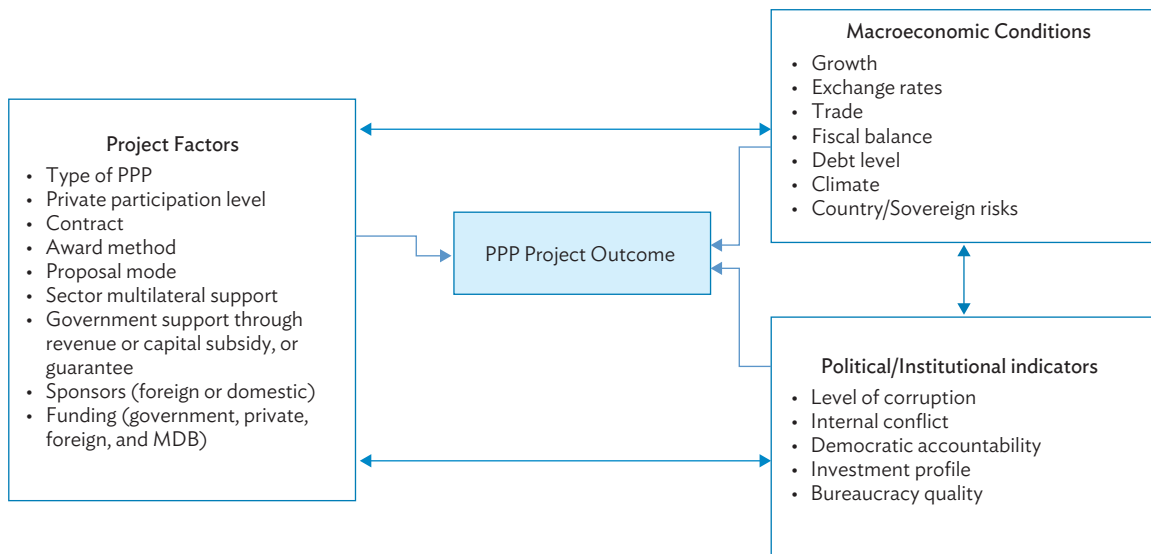 Project Factors
• Type of PPP
• Private participation level
• Contract
• Award method
• Proposal mode
• Sector multilateral support
• Government support through
revenue or capital subsidy, or
guarantee
• Sponsors (foreign or domestic)
• Funding (government, private,
foreign, and MDB)
PPP Project Outcome
Macroeconomic Conditions
• Growth
• Exchange rates
• Trade
• Fiscal balance
• Debt level
• Climate
• Country/Sovereign risks
Political/Institutional indicators
• Level of corruption
• Internal conflict
• Democratic accountability
• Investment profile
• Bureaucracy quality